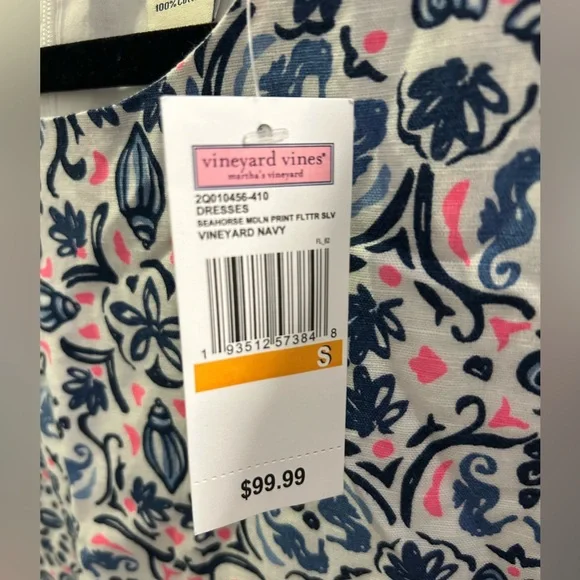 100% Cot
vineyard vines®
martha's vineyard
2Q010456-410
DRESSES
SEAHORSE MDLN PRINT FLTTR SLV
VINEYARD NAVY
FL_62
1 93512 57384 8
S
$99.99